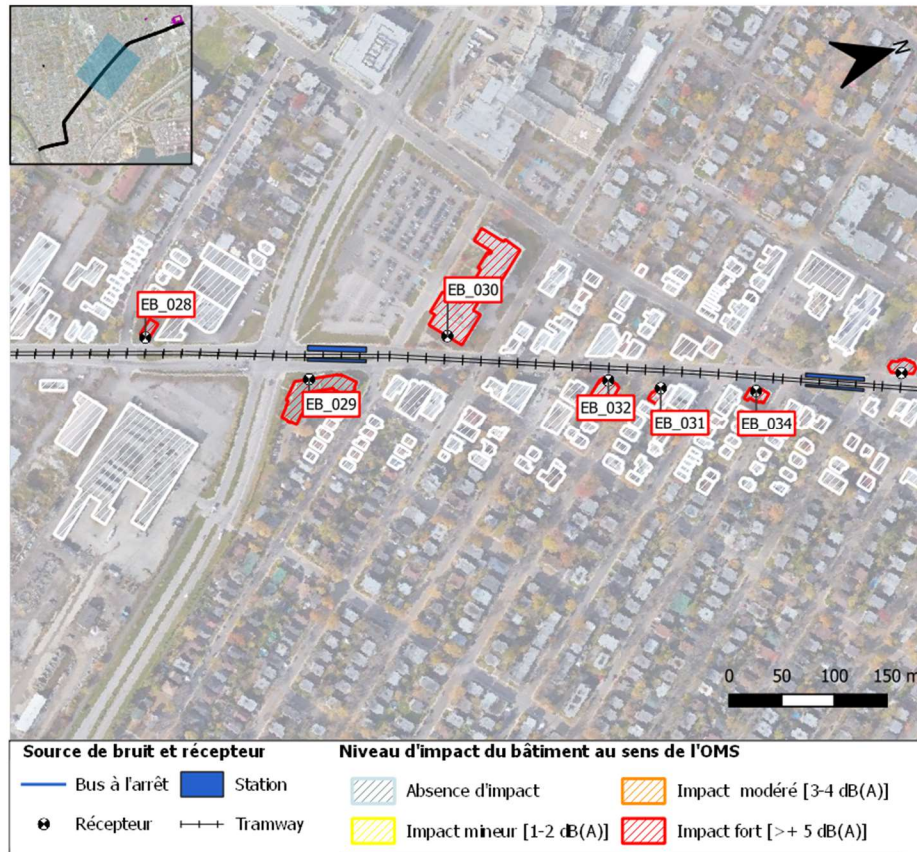 N
EB_028
EB_030
EB_029
EB_032
EB_031
EB_034
0 50 100 150 m
Source de bruit et récepteur
Bus à l'arrêt
Station
Récepteur
Tramway
Niveau d'impact du bâtiment au sens de l'OMS
Absence d'impact
Impact modéré [3-4 dB(A)]
Impact mineur [1-2 dB(A)]
Impact fort [>+ 5 dB(A)]